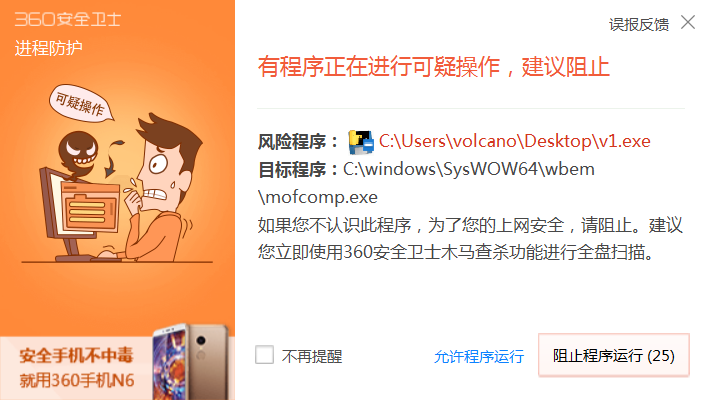 360安全卫士
误报反馈
进程防护
有程序正在进行可疑操作，建议阻止
可疑操作
风险程序： C:\Users\volcano\Desktop\v1.exe
目标程序：C:\windows\SysWOW64\wbem
\mofcomp.exe
如果您不认识此程序，为了您的上网安全，请阻止。建议
您立即使用360安全卫士木马查杀功能进行全盘扫描。
安全手机不中毒
就用360手机N6
不再提醒
允许程序运行
阻止程序运行 (25)